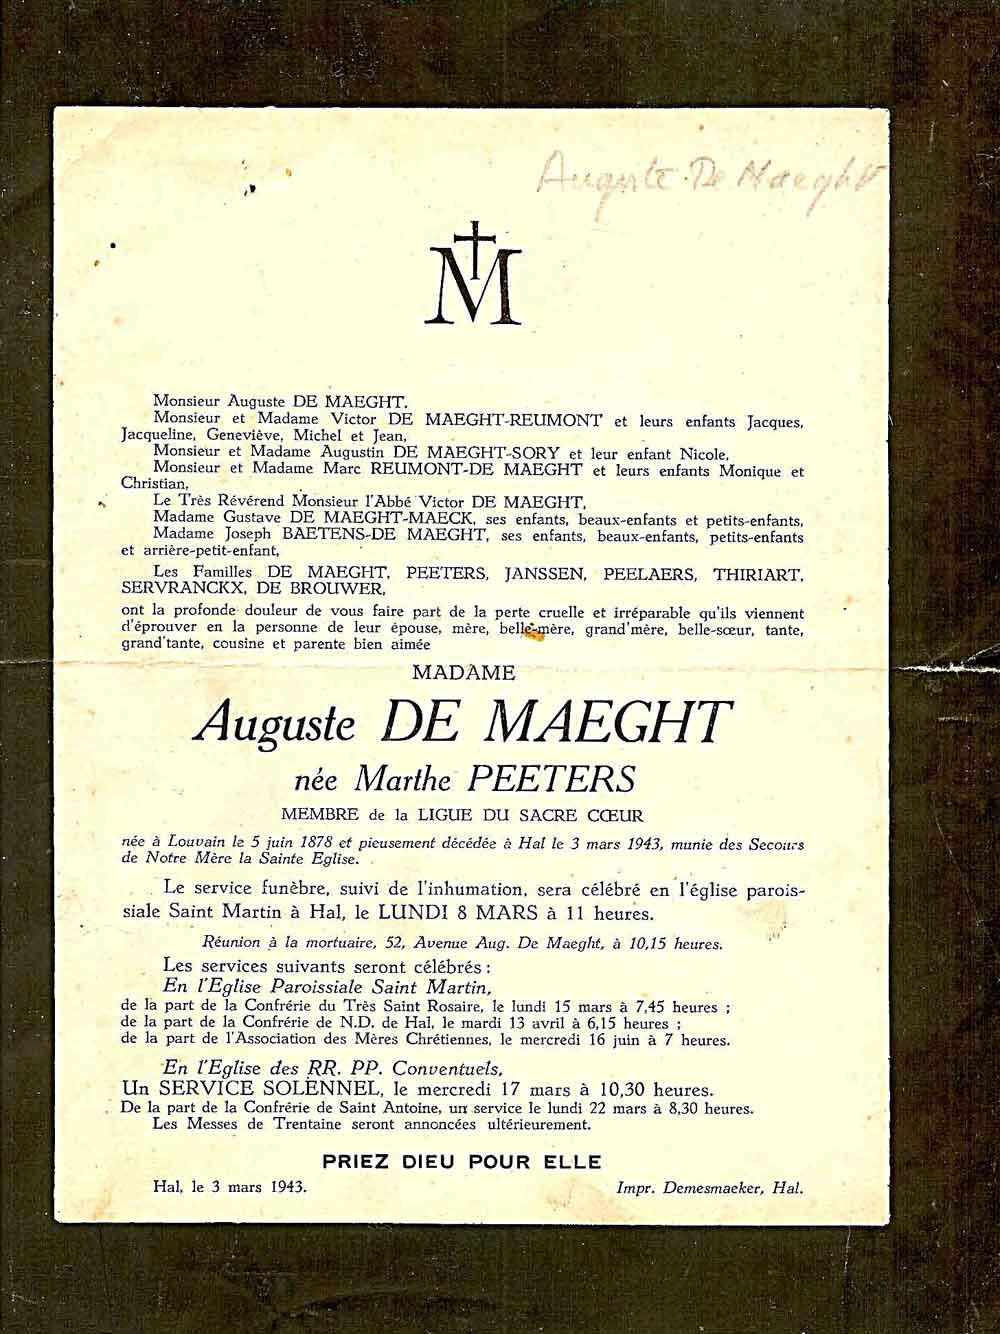 Auguste De Maeght
M
Monsieur Auguste DE MAEGHT,
Monsieur et Madame Victor DE MAEGHT-REUMONT et leurs enfants Jacques,
Jacqueline, Geneviève, Michel et Jean,
Monsieur et Madame Augustin DE MAEGHT-SORY et leur enfant Nicole,
Monsieur et Madame Marc REUMONT-DE MAEGHT et leurs enfants Monique et
Christian,
Le Très Révérend Monsieur l'Abbé Victor DE MAEGHT,
Madame Gustave DE MAEGHT-MAECK, ses enfants, beaux-enfants et petits-enfants,
Madame Joseph BAETENS-DE MAEGHT, ses enfants, beaux-enfants, petits-enfants
et arrière-petit-enfant,
Les Familles DE MAEGHT, PEETERS, JANSSEN, PEELAERS, THIRIART,
SERVRANCKX, DE BROUWER,
ont la profonde douleur de vous faire part de la perte cruelle et irréparable qu'ils viennent
d'éprouver en la personne de leur épouse, mère, belle-mère, grand'mère, belle-sœur, tante,
grand'tante, cousine et parente bien aimée
MADAME
Auguste DE MAEGHT
née Marthe PEETERS
MEMBRE de la LIGUE DU SACRE CŒUR
née à Louvain le 5 juin 1878 et pieusement décédée à Hal le 3 mars 1943, munie des Secours
de Notre Mère la Sainte Eglise.
Le service funèbre, suivi de l'inhumation, sera célébré en l'église parois-
siale Saint Martin à Hal, le LUNDI 8 MARS à 11 heures.
Réunion à la mortuaire, 52, Avenue Aug. De Maeght, à 10,15 heures.
Les services suivants seront célébrés :
En l'Eglise Paroissiale Saint Martin,
de la part de la Confrérie du Très Saint Rosaire, le lundi 15 mars à 7,45 heures ;
de la part de la Confrérie de N.D. de Hal, le mardi 13 avril à 6,15 heures ;
de la part de l'Association des Mères Chrétiennes, le mercredi 16 juin à 7 heures.
En l'Eglise des RR. PP. Conventuels,
Un SERVICE SOLENNEL, le mercredi 17 mars à 10,30 heures.
De la part de la Confrérie de Saint Antoine, un service le lundi 22 mars à 8,30 heures.
Les Messes de Trentaine seront annoncées ultérieurement.
PRIEZ DIEU POUR ELLE
Hal, le 3 mars 1943.
Impr. Demesmaeker, Hal.